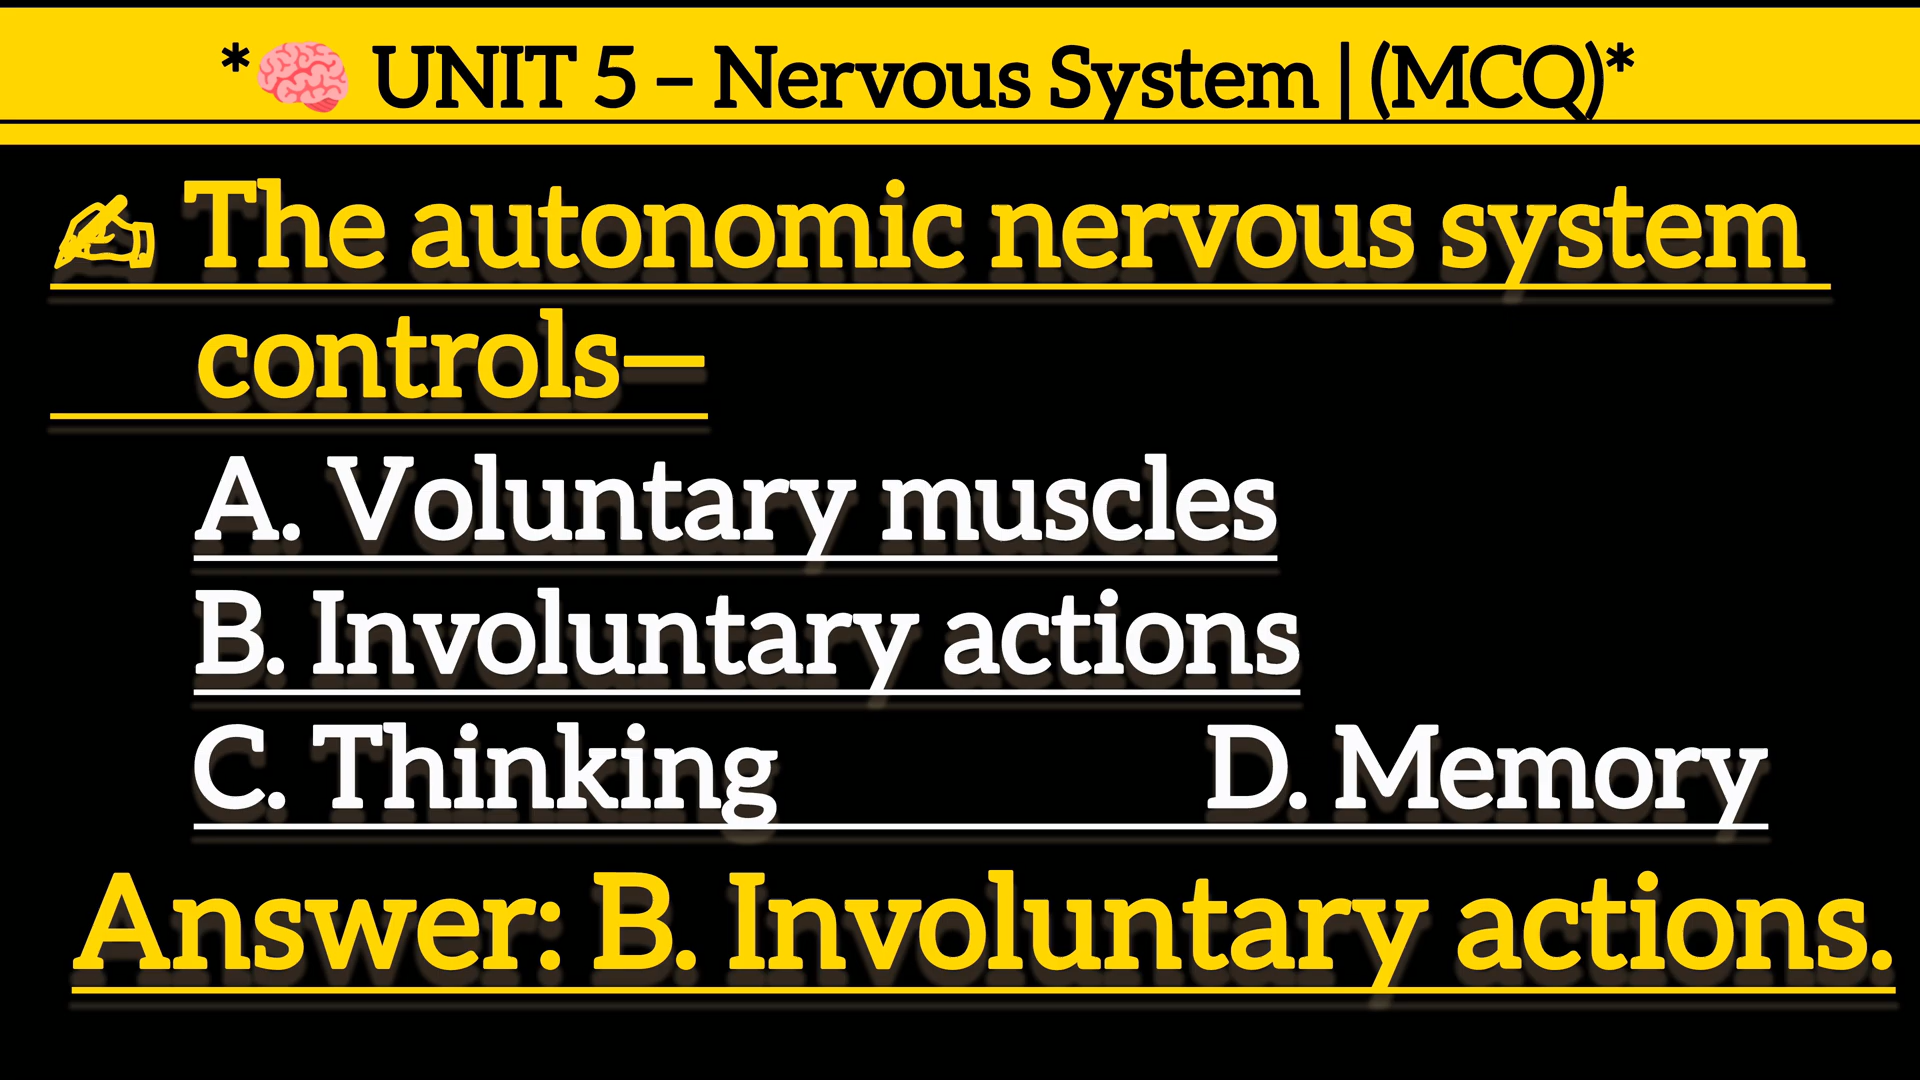 *🧠 UNIT 5 – Nervous System | (MCQ)*
✍ The autonomic nervous system
controls—
A. Voluntary muscles
B. Involuntary actions
C. Thinking D. Memory
Answer: B. Involuntary actions.